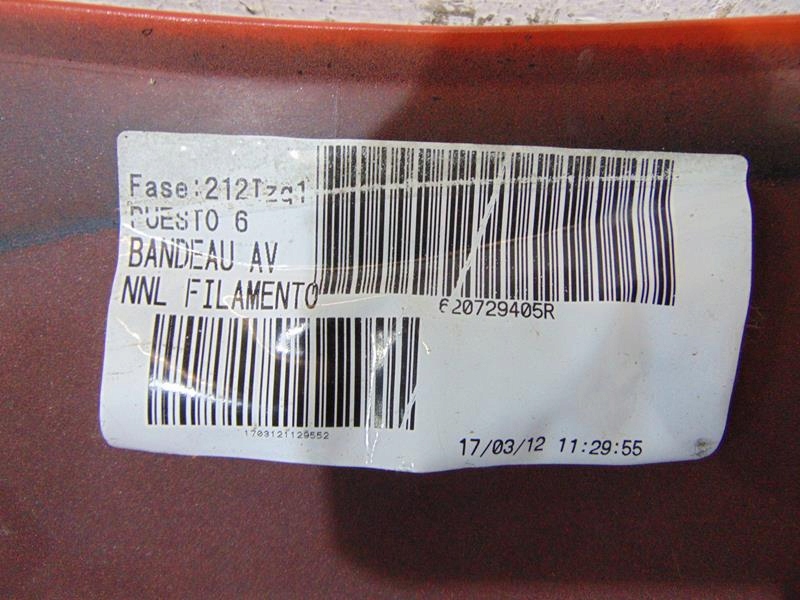 Fase:212Tzg1
PUESTO 6
BANDEAU AV
NNL FILAMENTO
620729405R
1703121129552
17/03/12 11:29:55